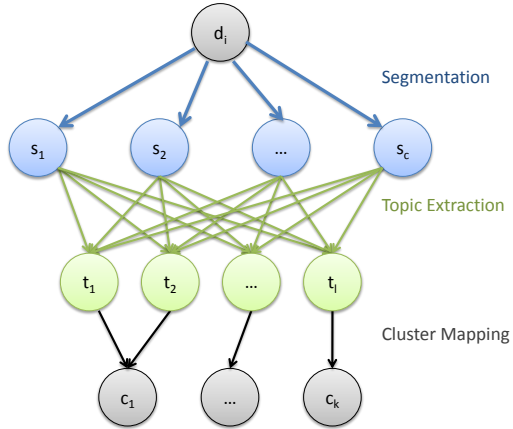 d_i
Segmentation
s_1 s_2 ... s_c
Topic Extraction
t_1 t_2 ... t_l
Cluster Mapping
c_1 ... c_k